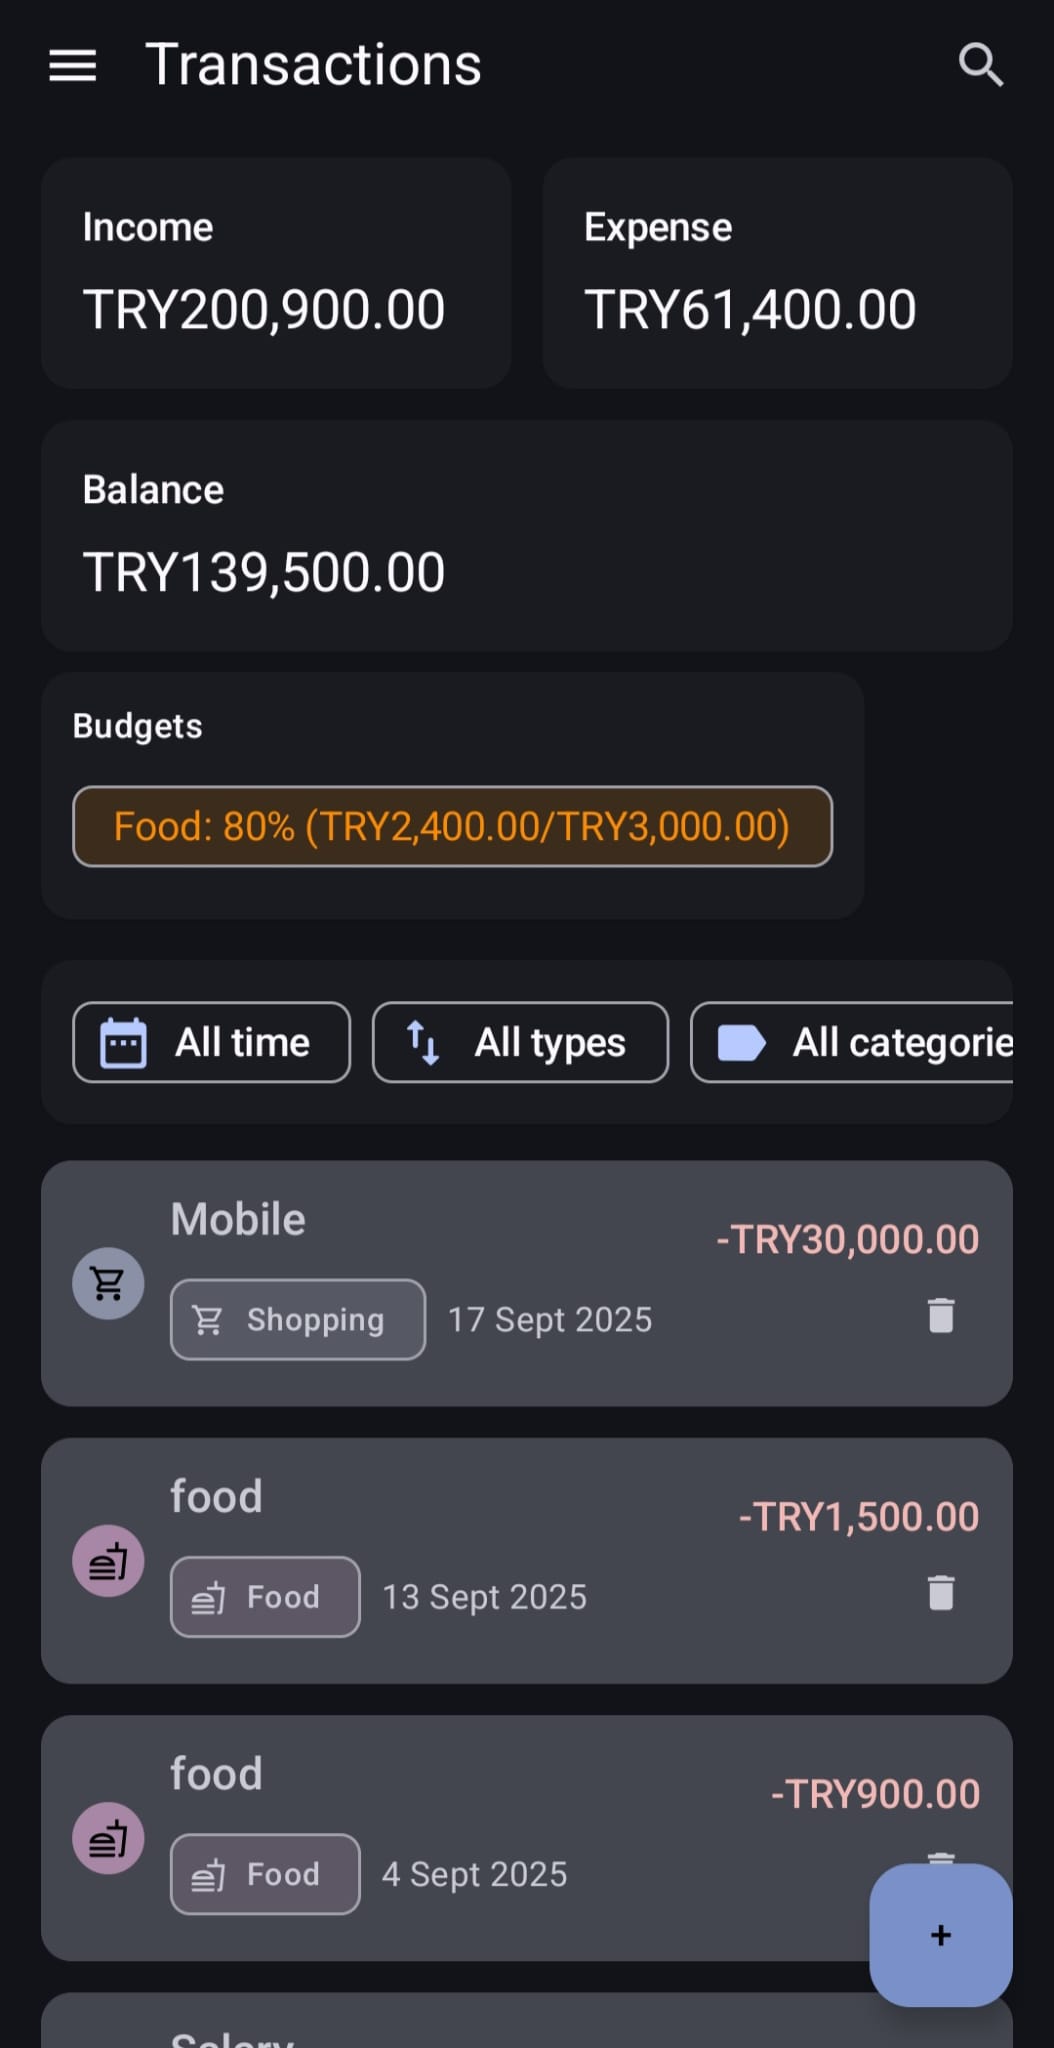 Transactions
Income
TRY200,900.00
Expense
TRY61,400.00
Balance
TRY139,500.00
Budgets
Food: 80% (TRY2,400.00/TRY3,000.00)
All time
All types
All categorie
Mobile
-TRY30,000.00
Shopping
17 Sept 2025
food
-TRY1,500.00
Food
13 Sept 2025
food
-TRY900.00
Food
4 Sept 2025
+
Salary